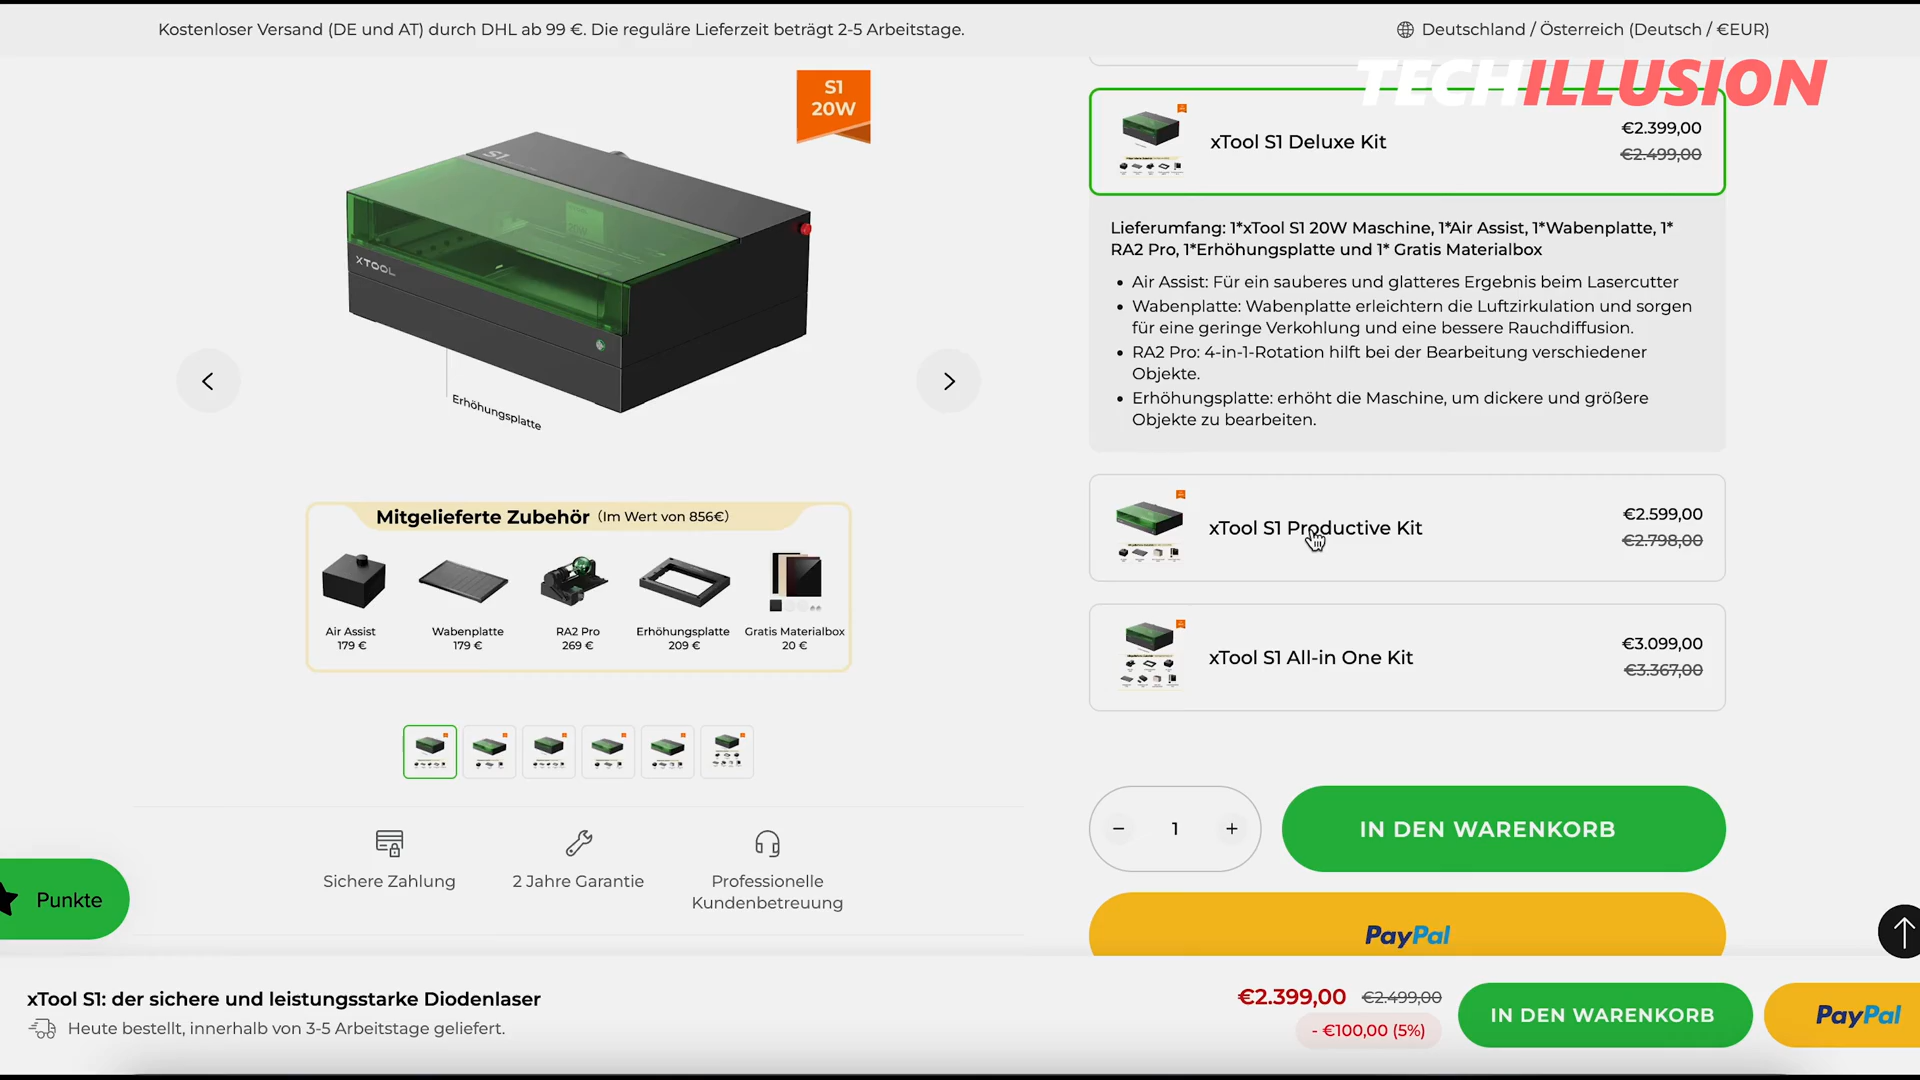 Kostenloser Versand (DE und AT) durch DHL ab 99 €. Die reguläre Lieferzeit beträgt 2-5 Arbeitstage.
Deutschland / Österreich (Deutsch / €EUR)
TECHILLUSION
S1
20W
S1
XTOOL
Erhöhungsplatte
Mitgelieferte Zubehör (Im Wert von 856€)
Air Assist
179 €
Wabenplatte
179 €
RA2 Pro
269 €
Erhöhungsplatte
209 €
Gratis Materialbox
20 €
Sichere Zahlung
2 Jahre Garantie
Professionelle
Kundenbetreuung
Punkte
xTool S1 Deluxe Kit
€2.399,00
€2.499,00
Lieferumfang: 1*xTool S1 20W Maschine, 1*Air Assist, 1*Wabenplatte, 1*
RA2 Pro, 1*Erhöhungsplatte und 1* Gratis Materialbox
Air Assist: Für ein sauberes und glatteres Ergebnis beim Lasercutter
Wabenplatte: Wabenplatte erleichtern die Luftzirkulation und sorgen
für eine geringe Verkohlung und eine bessere Rauchdiffusion.
RA2 Pro: 4-in-1-Rotation hilft bei der Bearbeitung verschiedener
Objekte.
Erhöhungsplatte: erhöht die Maschine, um dickere und größere
Objekte zu bearbeiten.
xTool S1 Productive Kit
€2.599,00
€2.798,00
xTool S1 All-in One Kit
€3.099,00
€3.367,00
1
IN DEN WARENKORB
PayPal
xTool S1: der sichere und leistungsstarke Diodenlaser
Heute bestellt, innerhalb von 3-5 Arbeitstage geliefert.
€2.399,00 €2.499,00
- €100,00 (5%)
IN DEN WARENKORB
PayPal